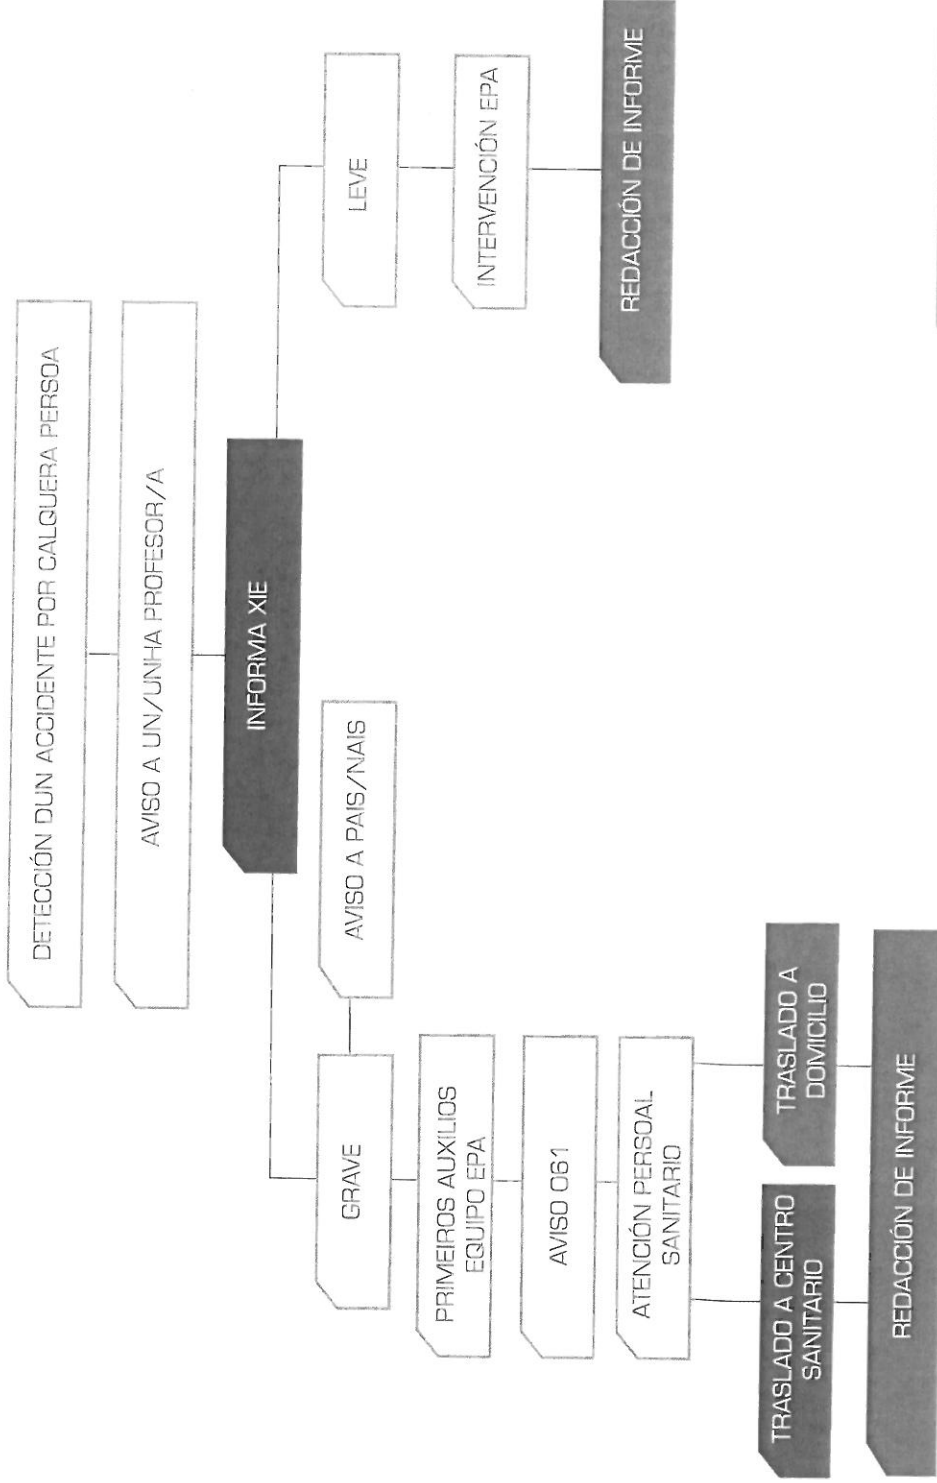 DETECCIÓN DUN ACCIDENTE POR CALQUERA PERSOA
AVISO A UN/UNHA PROFESOR/A
INFORMA XIE
GRAVE
AVISO A PAIS/NAIS
PRIMEIROS AUXILIOS
EQUIPO EPA
AVISO 061
ATENCIÓN PERSOAL
SANITARIO
TRASLADO A CENTRO
SANITARIO
TRASLADO A
DOMICILIO
REDACCIÓN DE INFORME
LEVE
INTERVENCIÓN EPA
REDACCIÓN DE INFORME